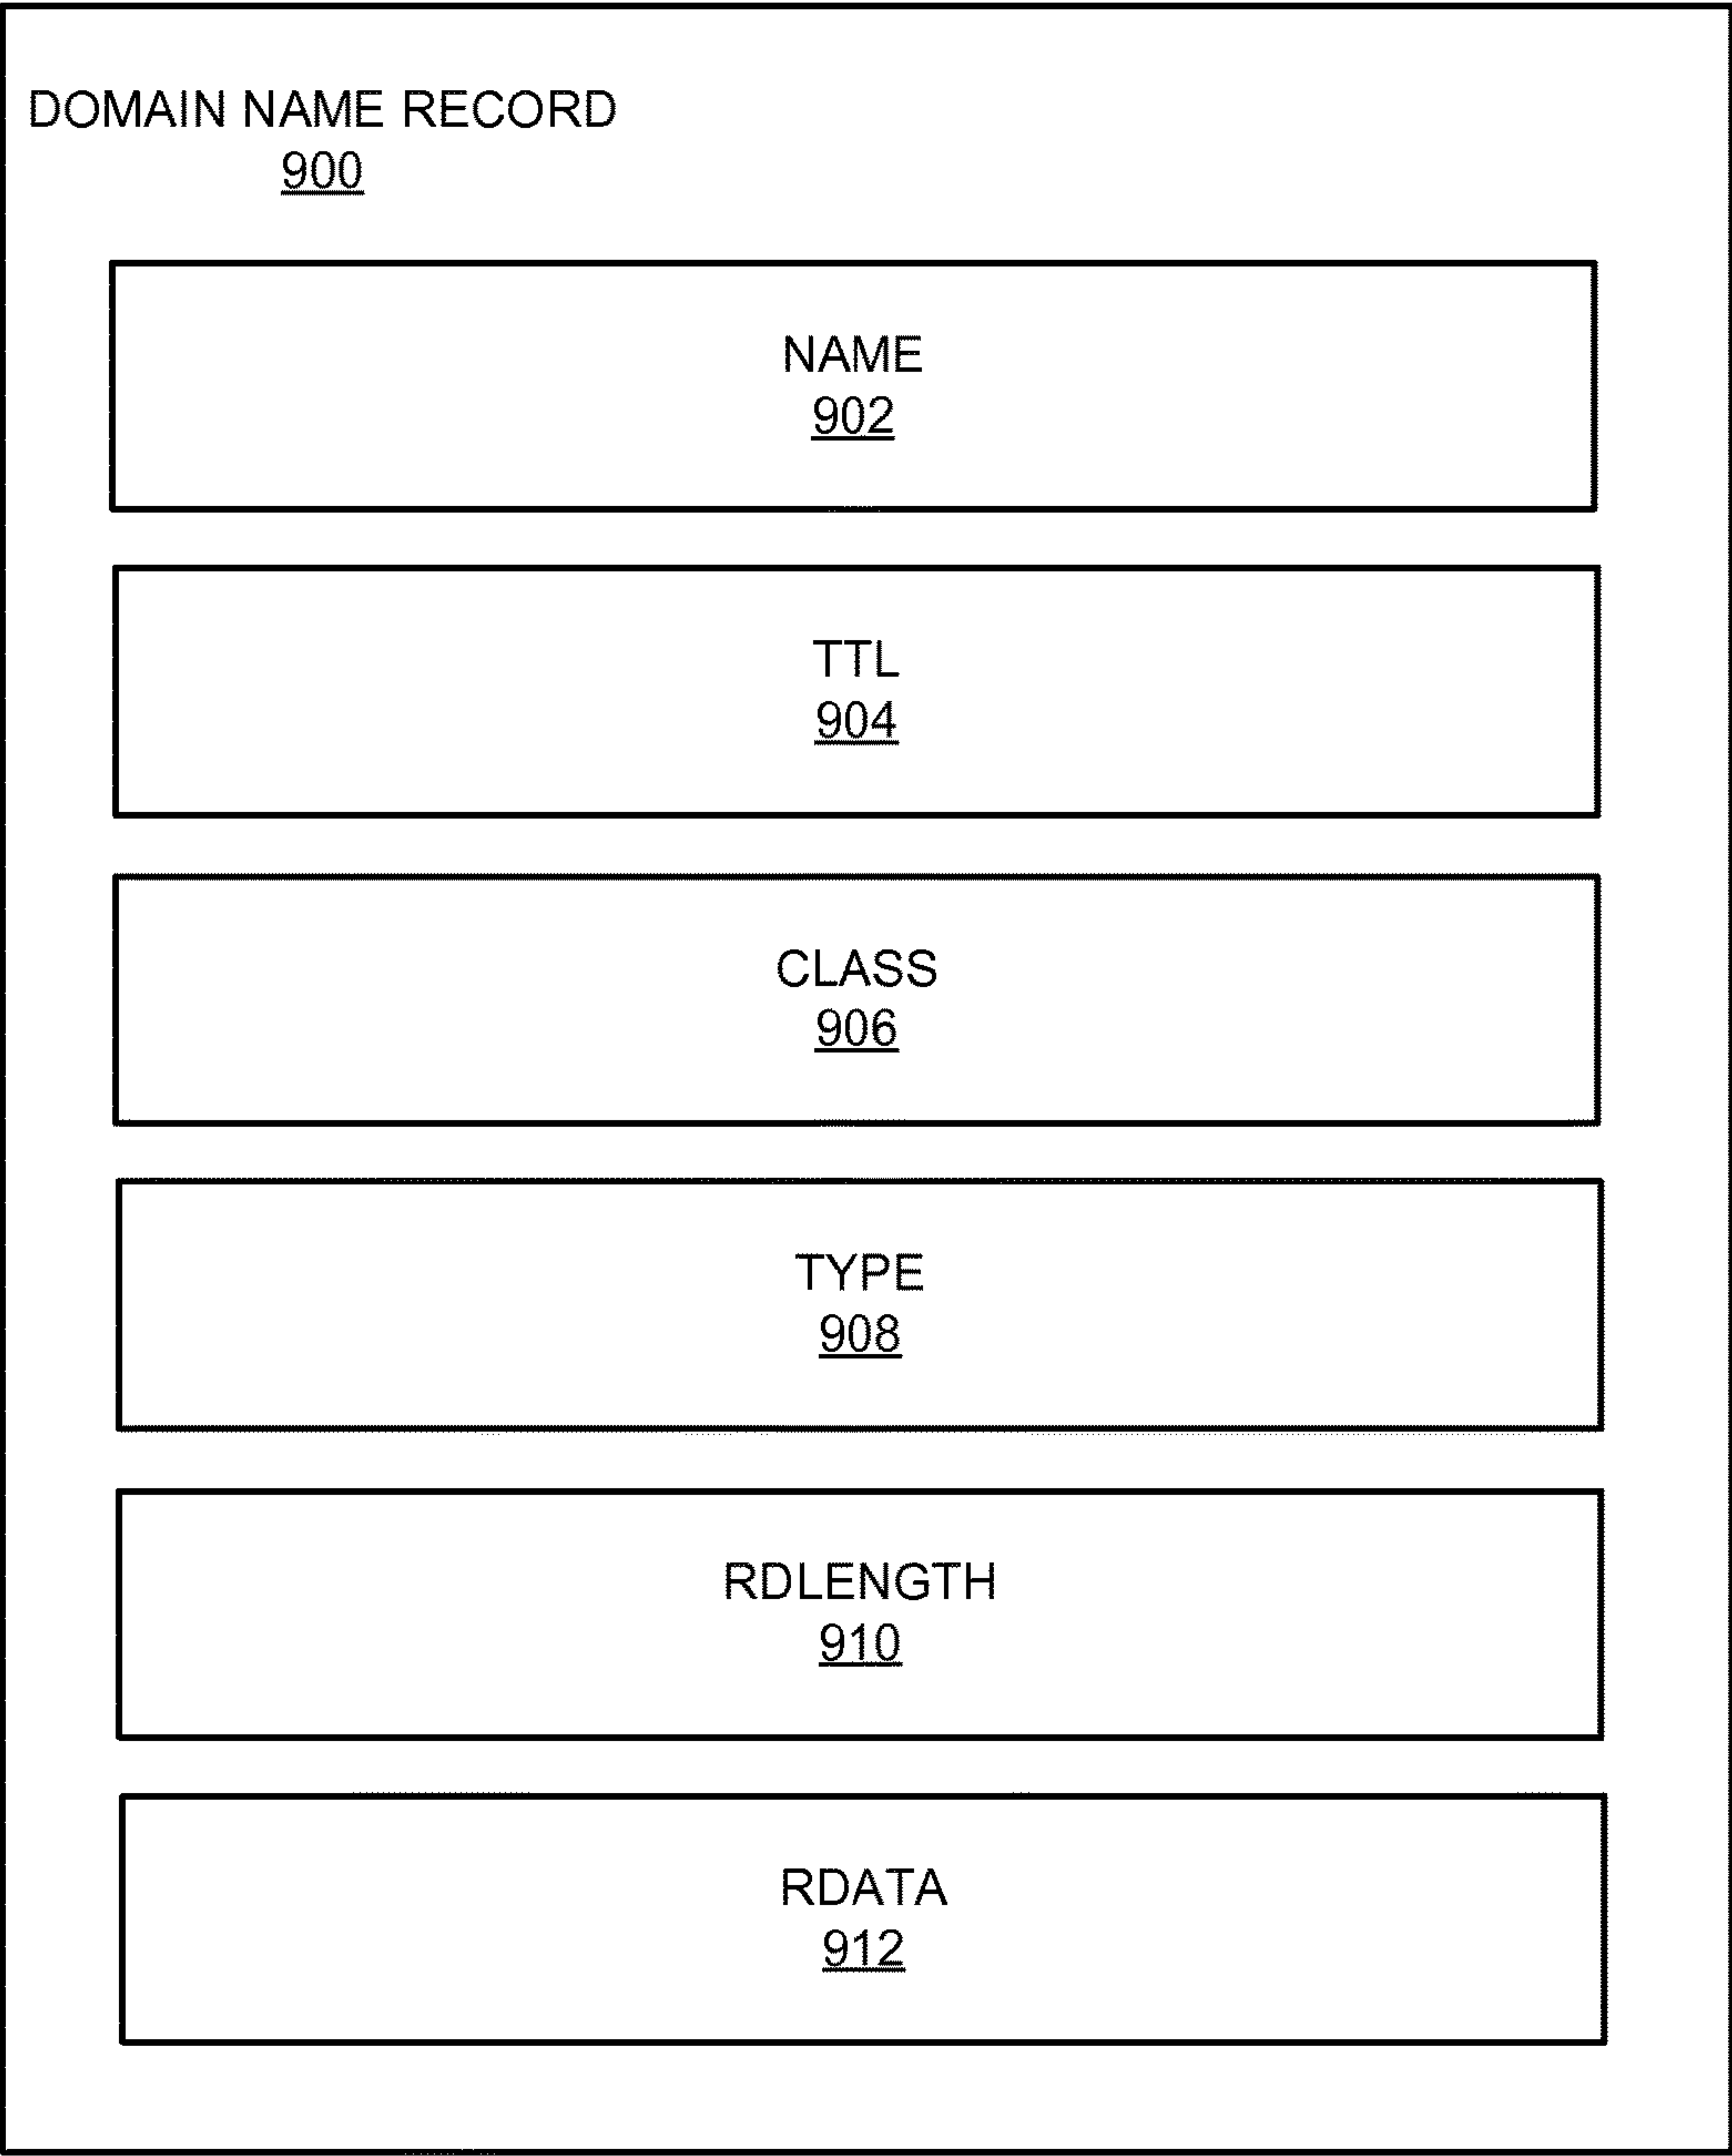 DOMAIN NAME RECORD
900
NAME
902
TTL
904
CLASS
906
TYPE
908
RDLENGTH
910
RDATA
912